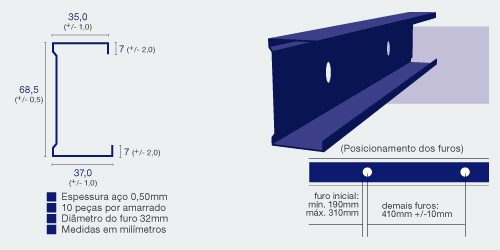 35,0
(+/- 1,0)
7 (+/- 2,0)
68,5
(+/- 0,5)
7 (+/- 2,0)
37,0
(+/- 1,0)
Espessura aço 0,50mm
10 peças por amarrado
Diâmetro do furo 32mm
Medidas em milímetros
(Posicionamento dos furos)
furo inicial:
mín. 190mm
máx. 310mm
demais furos:
410mm +/-10mm